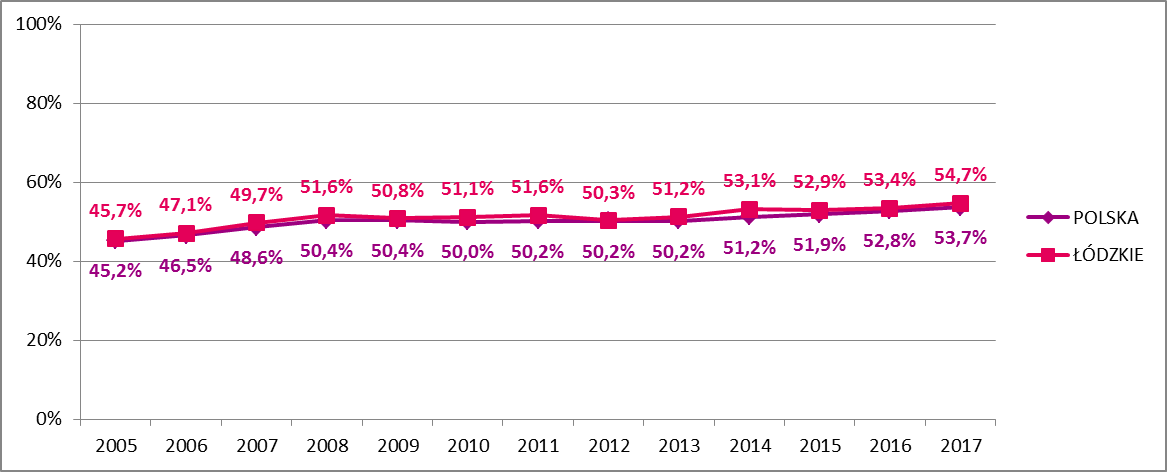 100%
80%
60%
40%
20%
0%
45,7% 47,1% 49,7% 51,6% 50,8% 51,1% 51,6% 50,3% 51,2% 53,1% 52,9% 53,4% 54,7%
45,2% 46,5% 48,6% 50,4% 50,4% 50,0% 50,2% 50,2% 50,2% 51,2% 51,9% 52,8% 53,7%
2005 2006 2007 2008 2009 2010 2011 2012 2013 2014 2015 2016 2017
POLSKA
ŁÓDZKIE